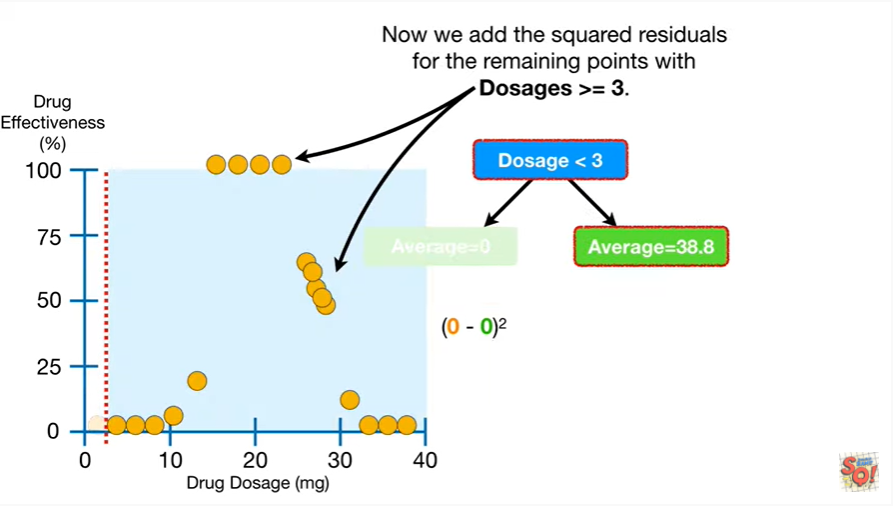 Now we add the squared residuals
for the remaining points with
Dosages >= 3.
Drug
Effectiveness
(%)
100
75
50
25
0
0 10 20 30 40
Drug Dosage (mg)
Dosage < 3
Average=0 Average=38.8
(0 - 0)²
SQ!